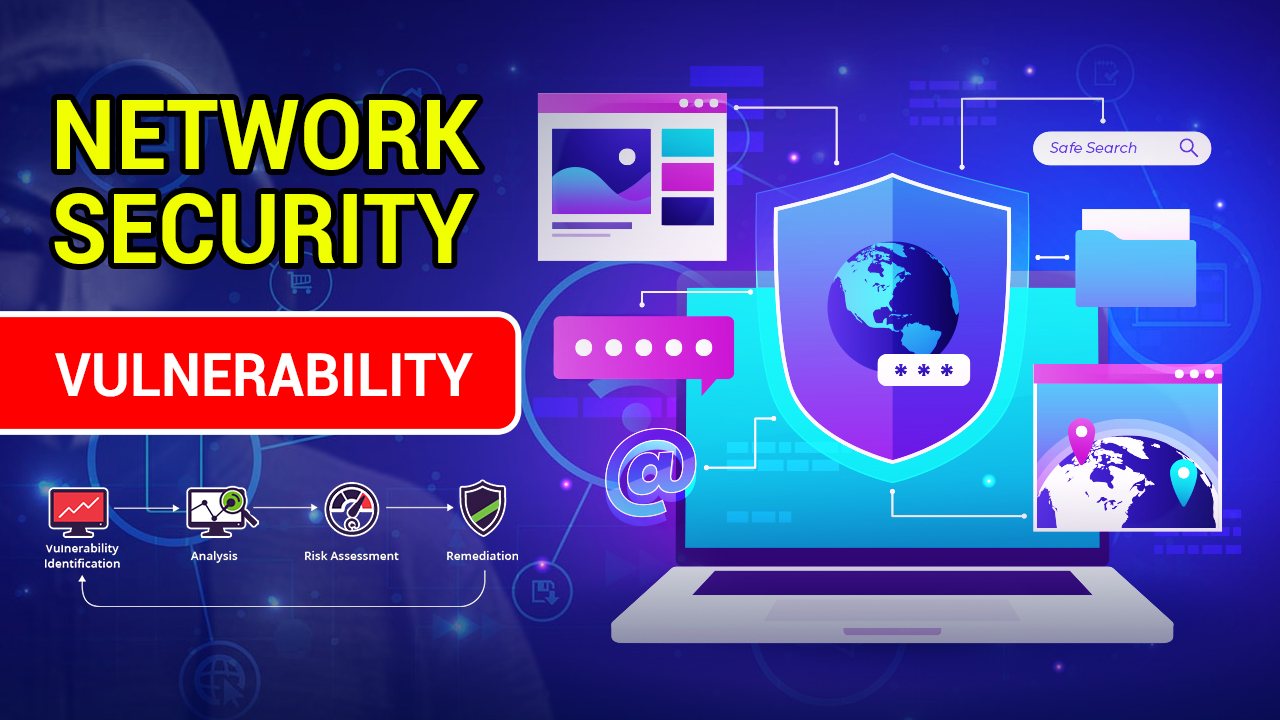 NETWORK
SECURITY
VULNERABILITY
Vulnerability
Identification
Analysis
Risk Assessment
Remediation
Safe Search
***
@